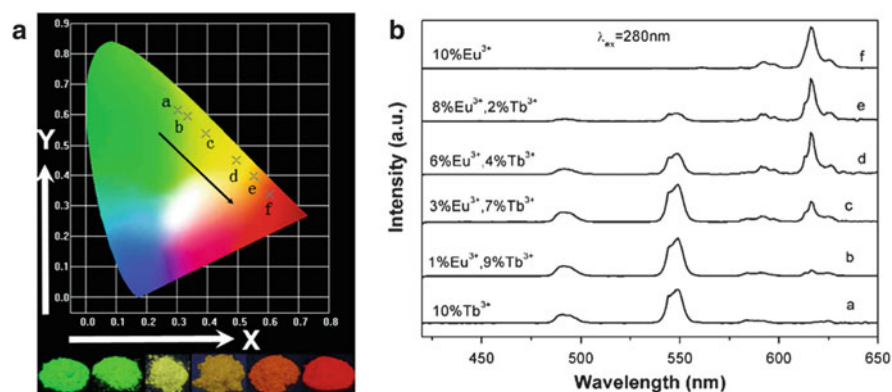 a
Y
0.9
0.8
0.7
0.6
0.5
0.4
0.3
0.2
0.1
0.0
a
b
c
d
e
f
0.0 0.1 0.2 0.3 0.4 0.5 0.6 0.7 0.8
X
b
λex=280nm
Intensity (a.u.)
10%Eu³⁺ f
8%Eu³⁺,2%Tb³⁺ e
6%Eu³⁺,4%Tb³⁺ d
3%Eu³⁺,7%Tb³⁺ c
1%Eu³⁺,9%Tb³⁺ b
10%Tb³⁺ a
450 500 550 600 650
Wavelength (nm)